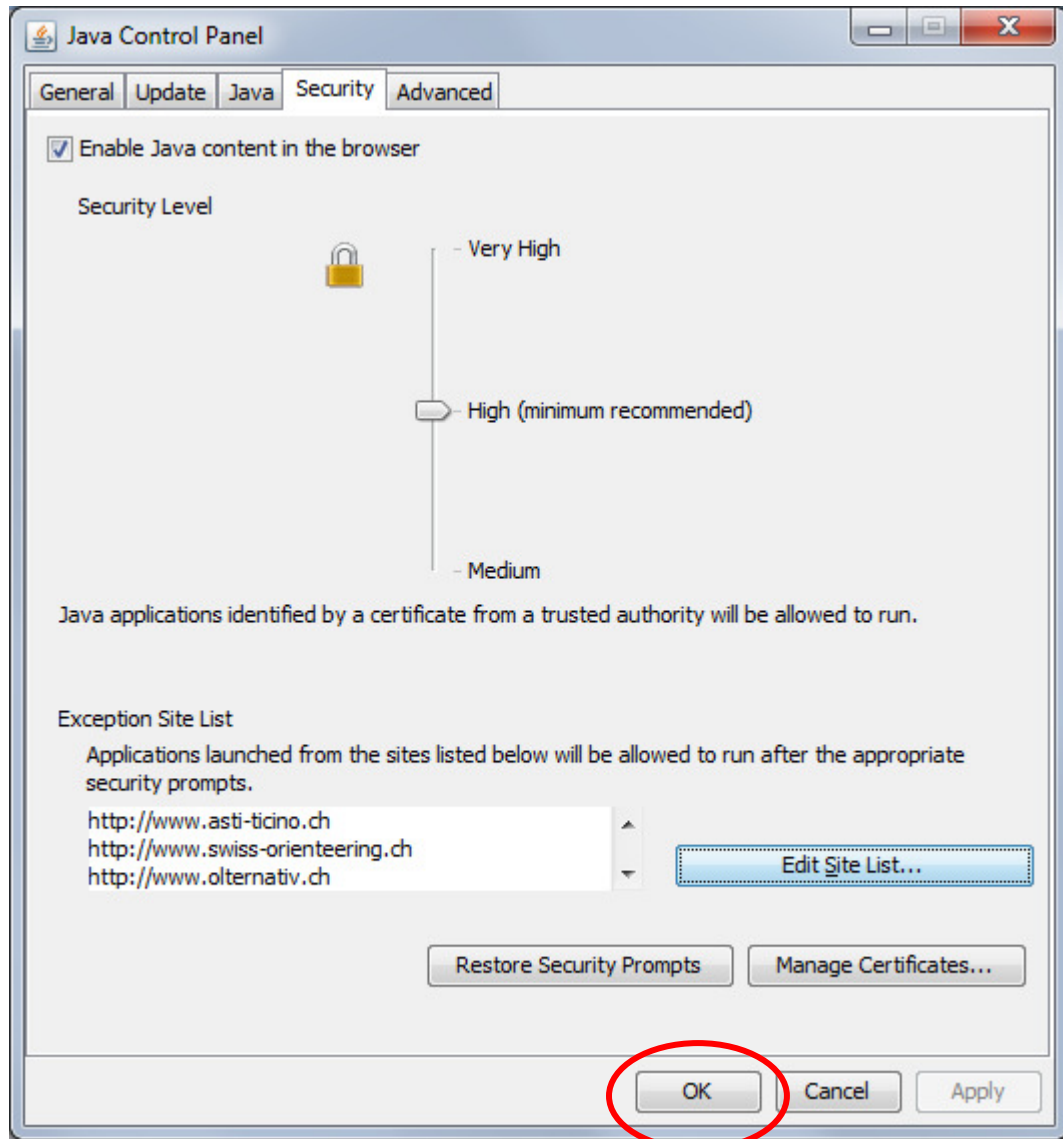 Java Control Panel
General Update Java Security Advanced
Enable Java content in the browser
Security Level
- Very High
- High (minimum recommended)
- Medium
Java applications identified by a certificate from a trusted authority will be allowed to run.
Exception Site List
Applications launched from the sites listed below will be allowed to run after the appropriate
security prompts.
http://www.asti-ticino.ch
http://www.swiss-orienteering.ch
http://www.olternativ.ch
Edit Site List...
Restore Security Prompts Manage Certificates...
OK Cancel Apply